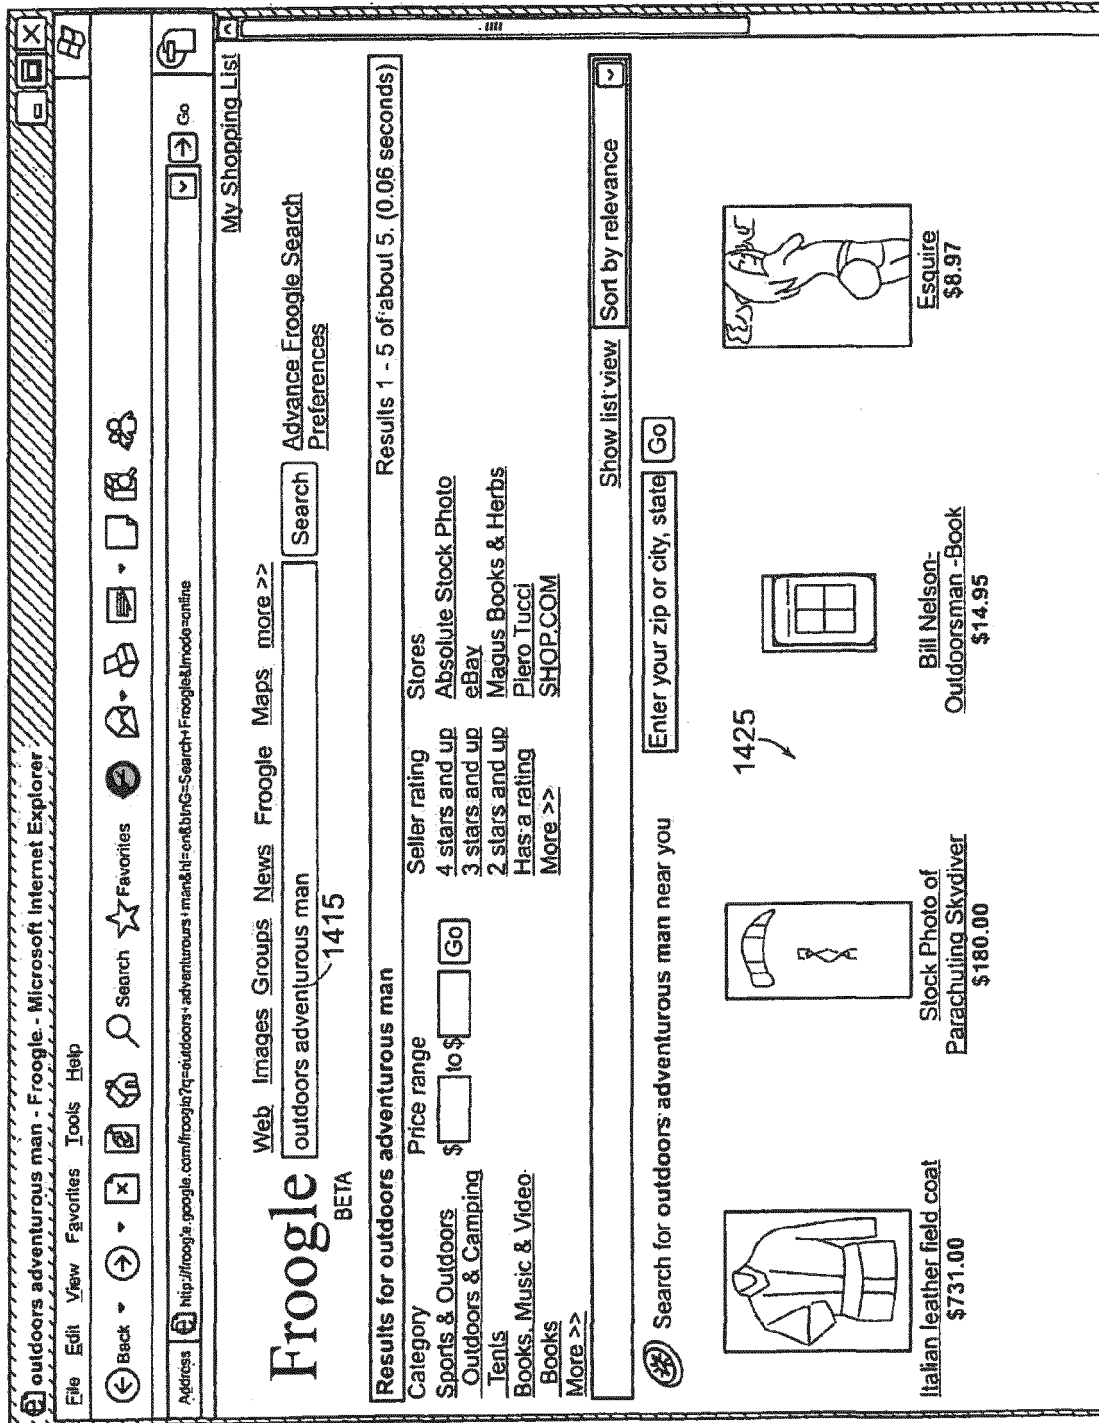 outdoors adventurous man - Froogle. - Microsoft Internet Explorer
File Edit View Favorites Tools Help
Back Search Favorites
Address http://froogle.google.com/froogle?q=outdoors+adventurours+man&hl=en&btnG=Search+Froogle&lmode=online Go
My Shopping List
Web Images Groups News Froogle Maps more >>
Froogle
BETA
outdoors adventurous man
Search
Advance Froogle Search
Preferences
1415
Results for outdoors adventurous man
Results 1 - 5 of about 5. (0.06 seconds)
Category
Sports & Outdoors
Outdoors & Camping
Tents
Books, Music & Video
Books
More >>
Price range
$ to $ Go
Seller rating
4 stars and up
3 stars and up
2 stars and up
Has a rating
More >>
Stores
Absolute Stock Photo
eBay
Magus Books & Herbs
Piero Tucci
SHOP.COM
Show list view
Sort by relevance
Search for outdoors adventurous man near you
Enter your zip or city, state
Go
1425
Italian leather field coat
$731.00
Stock Photo of
Parachuting Skydiver
$180.00
Bill Nelson-
Outdoorsman -Book
$14.95
Esquire
$8.97